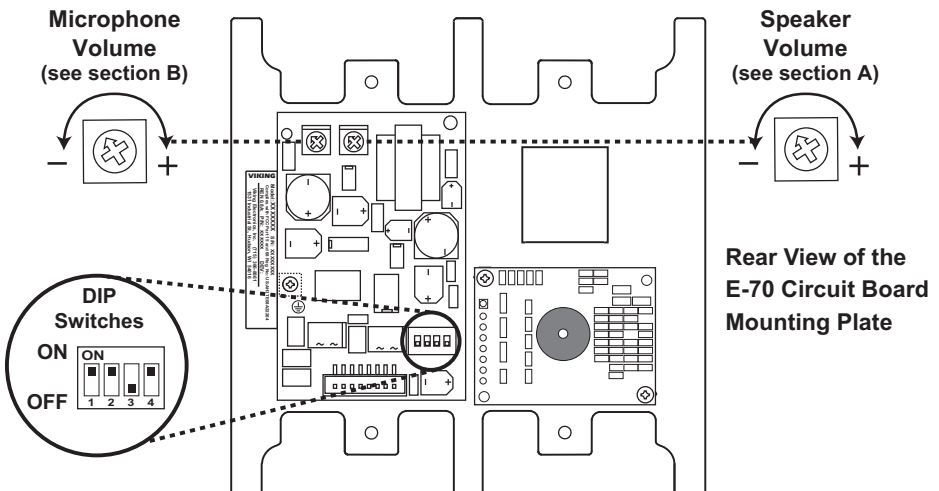 Microphone
Volume
(see section B)
–
+
Speaker
Volume
(see section A)
–
+
VIKING
Rear View of the
E-70 Circuit Board
Mounting Plate
DIP
Switches
ON
OFF
ON
1 2 3 4